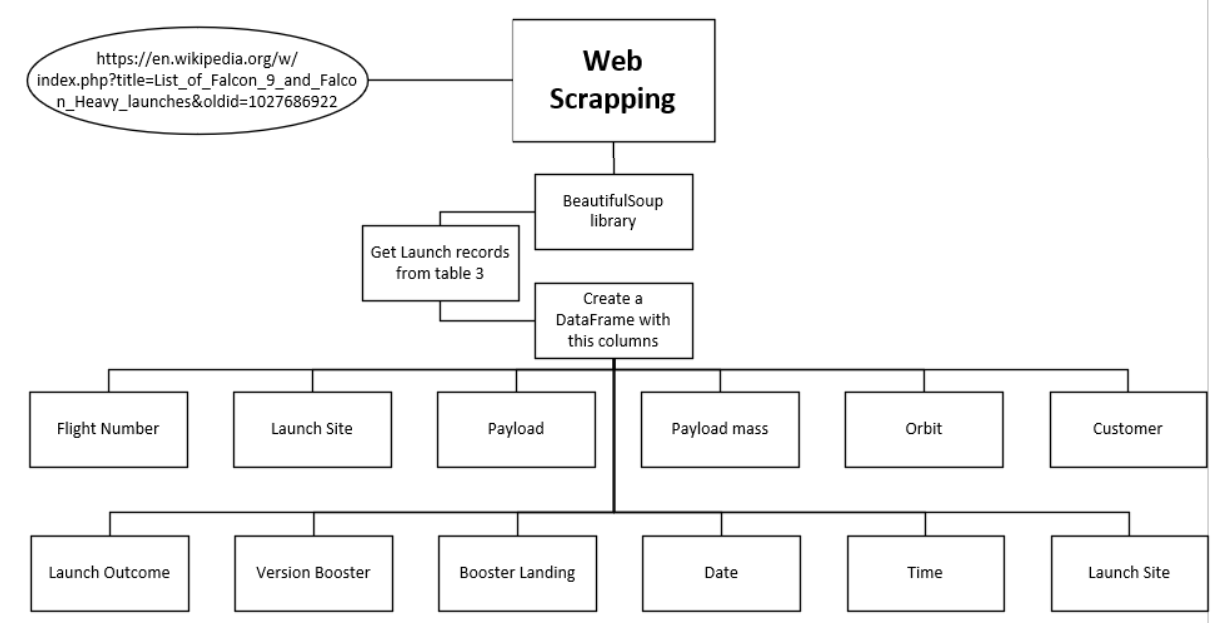 https://en.wikipedia.org/w/
index.php?title=List_of_Falcon_9_and_Falco
n_Heavy_launches&oldid=1027686922
Web
Scrapping
BeautifulSoup
library
Get Launch records
from table 3
Create a
DataFrame with
this columns
Flight Number
Launch Site
Payload
Payload mass
Orbit
Customer
Launch Outcome
Version Booster
Booster Landing
Date
Time
Launch Site